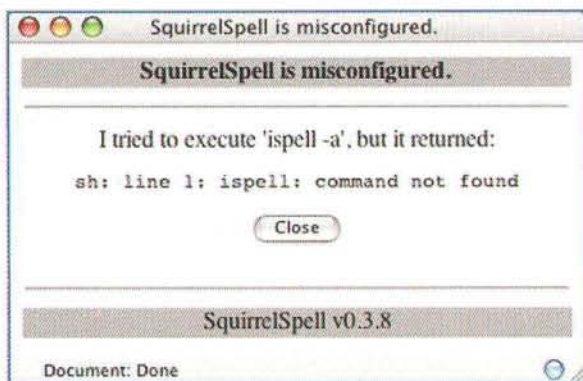 SquirrelSpell is misconfigured.
SquirrelSpell is misconfigured.
I tried to execute 'ispell -a', but it returned:
sh: line 1: ispell: command not found
Close
SquirrelSpell v0.3.8
Document: Done